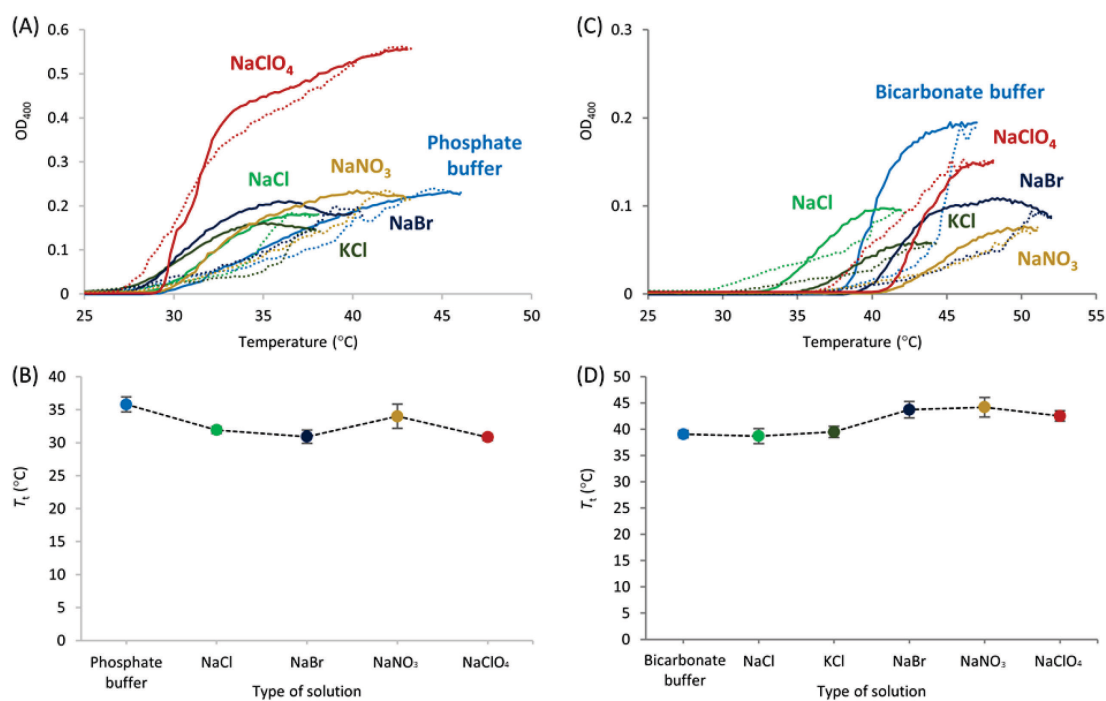 (A)
0.6
0.5
0.4
0.3
0.2
0.1
0
OD₄₀₀
NaClO₄
Phosphate
buffer
NaNO₃
NaCl
NaBr
KCl
25 30 35 40 45 50
Temperature (°C)
(C)
0.3
0.2
0.1
0
OD₄₀₀
Bicarbonate buffer
NaClO₄
NaBr
NaCl
KCl
NaNO₃
25 30 35 40 45 50 55
Temperature (°C)
(B)
40
35
30
25
20
15
10
5
0
Tt (°C)
Phosphate
buffer
NaCl NaBr NaNO₃ NaClO₄
Type of solution
(D)
50
45
40
35
30
25
20
15
10
5
0
Tt (°C)
Bicarbonate
buffer
NaCl KCl NaBr NaNO₃ NaClO₄
Type of solution